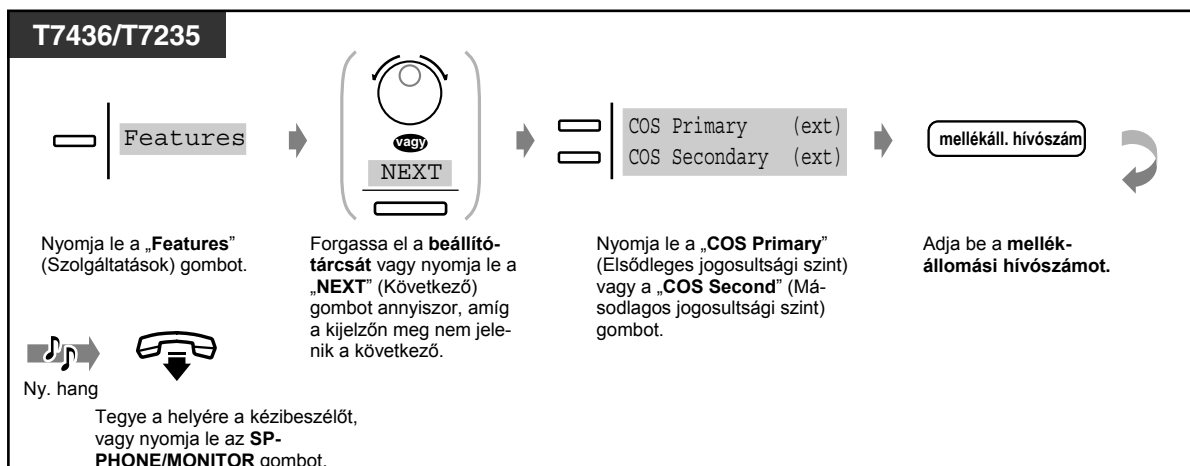 T7436/T7235
Features
vagy
NEXT
COS Primary (ext)
COS Secondary (ext)
mellékáll. hívószám
Nyomja le a „Features”
(Szolgáltatások) gombot.
Forgassa el a beállító-
tárcsát vagy nyomja le a
„NEXT” (Következő)
gombot annyiszor, amíg
a kijelzőn meg nem jele-
nik a következő.
Nyomja le a „COS Primary”
(Elsődleges jogosultsági szint)
vagy a „COS Second” (Má-
sodlagos jogosultsági szint)
gombot.
Adja be a mellék-
állomási hívószámot.
Ny. hang
Tegye a helyére a kézibeszélőt,
vagy nyomja le az SP-
PHONE/MONITOR gombot.